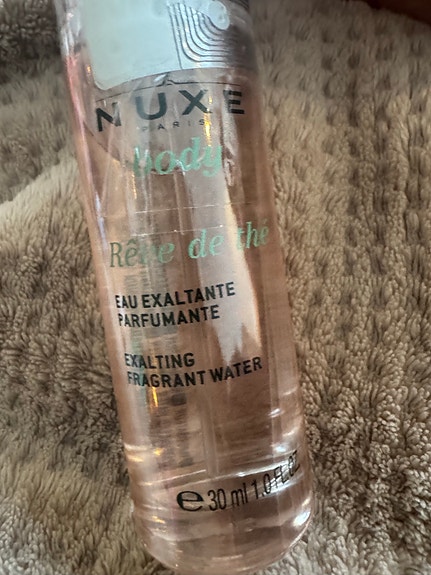 NUXE
PARIS
body
Rêve de thé
EAU EXALTANTE
PARFUMANTE
EXALTING
FRAGRANT WATER
℮ 30 ml 1.0 FL.OZ.